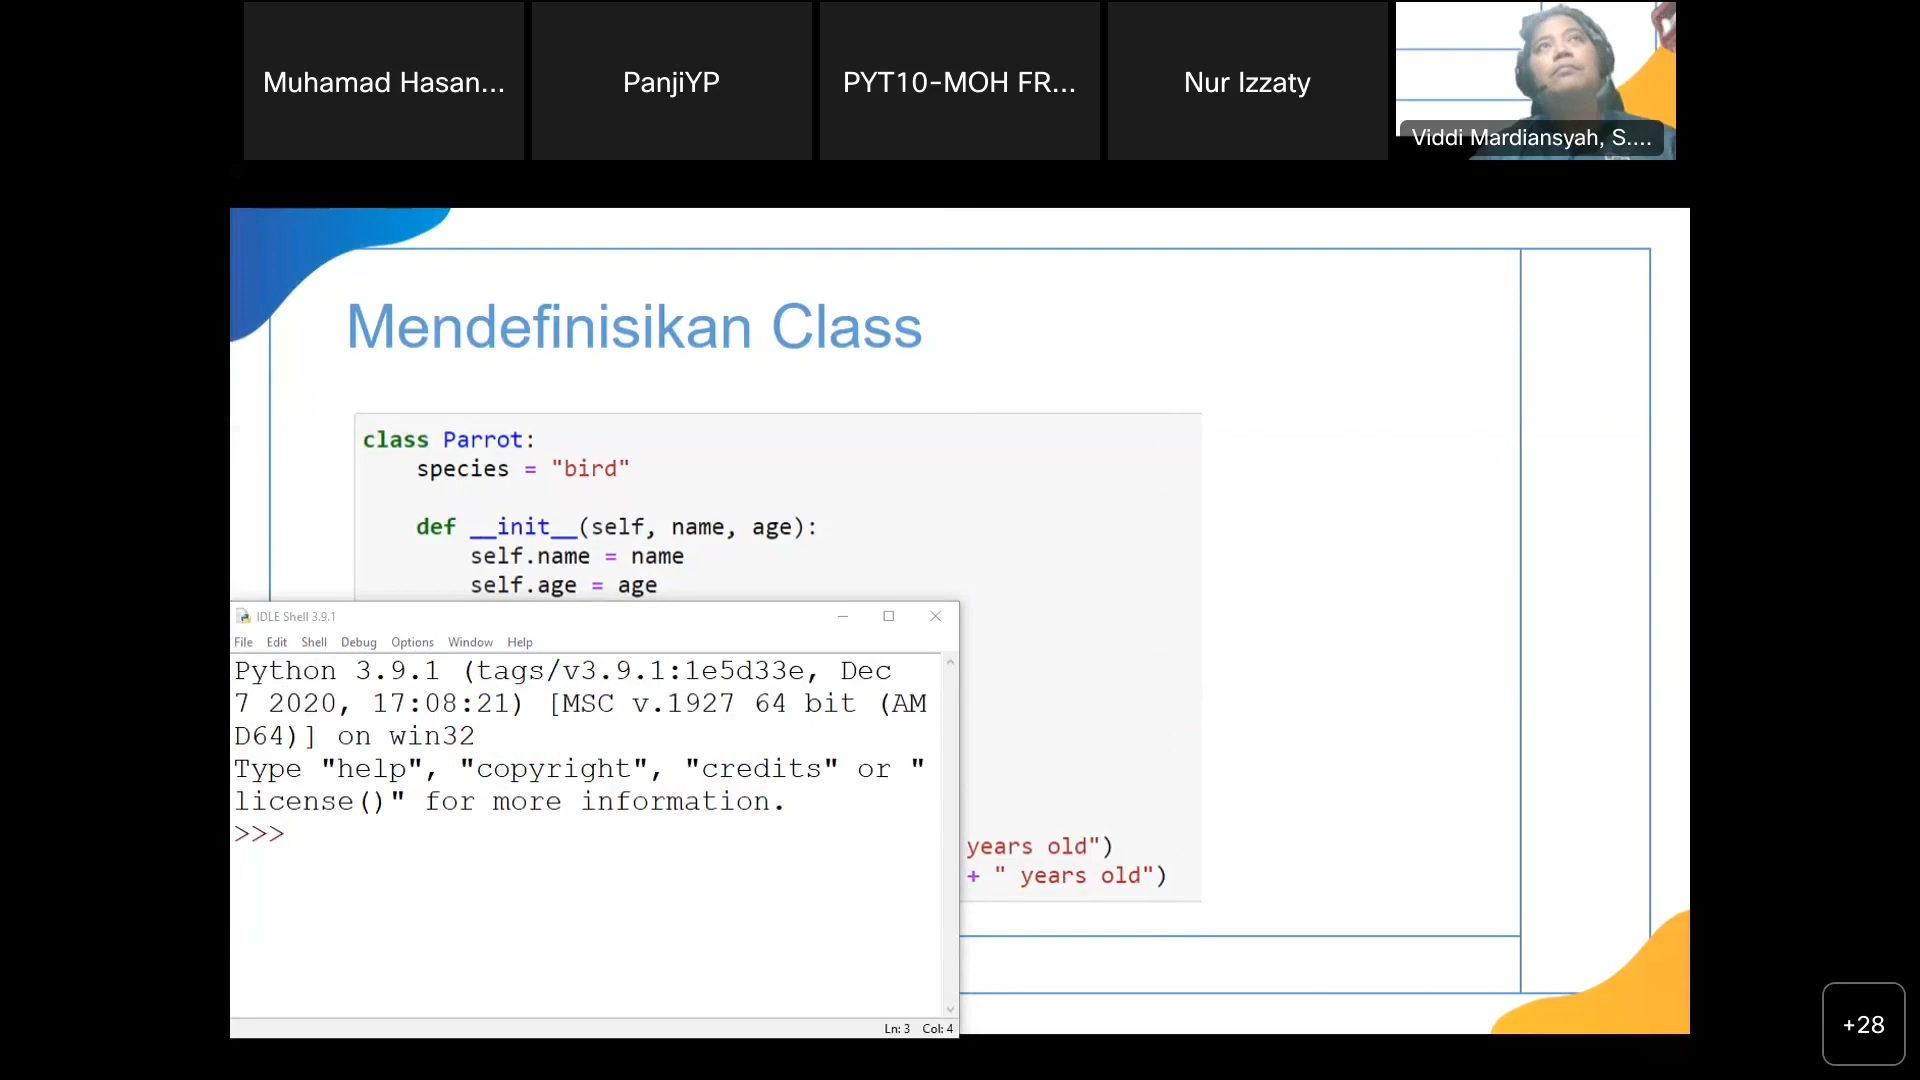 Muhamad Hasan...
PanjiYP
PYT10-MOH FR...
Nur Izzaty
Viddi Mardiansyah, S....
Mendefinisikan Class
class Parrot:
species = "bird"
def __init__(self, name, age):
self.name = name
self.age = age
years old")
+ " years old")
IDLE Shell 3.9.1
File Edit Shell Debug Options Window Help
Python 3.9.1 (tags/v3.9.1:1e5d33e, Dec
7 2020, 17:08:21) [MSC v.1927 64 bit (AM
D64)] on win32
Type "help", "copyright", "credits" or "
license()" for more information.
>>>
Ln: 3 Col: 4
+28